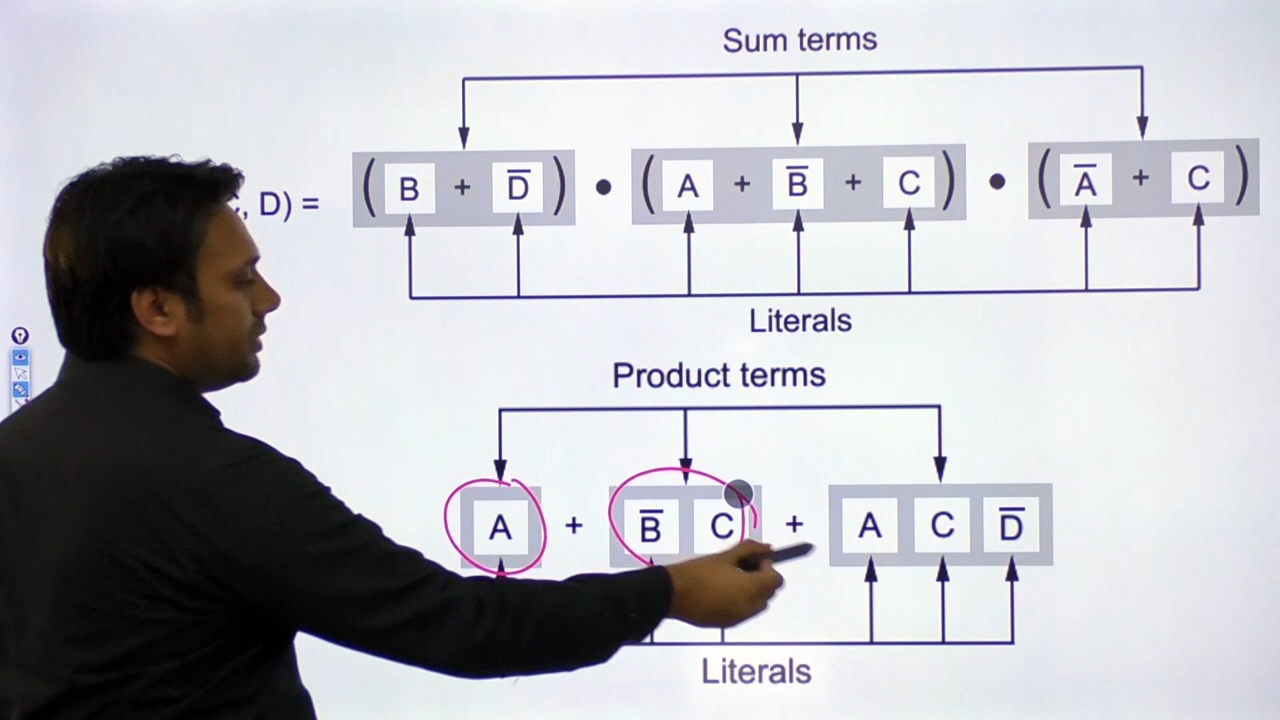 Sum terms
, D) = (B + D̅) • (A + B̅ + C) • (A̅ + C)
Literals
Product terms
A + B̅ C + A C D̅
Literals